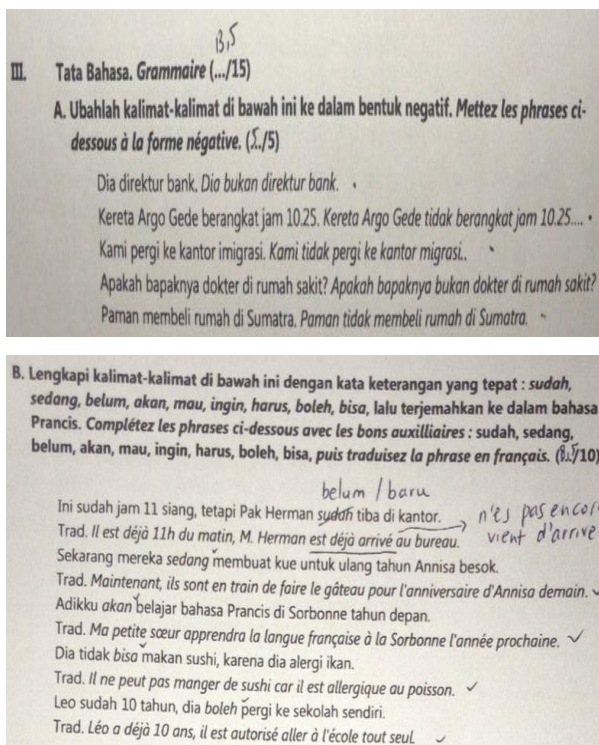 13,5
III. Tata Bahasa. Grammaire (.../15)
A. Ubahlah kalimat-kalimat di bawah ini ke dalam bentuk negatif. Mettez les phrases ci-
dessous à la forme négative. (5../5)
Dia direktur bank. Dia bukan direktur bank.
Kereta Argo Gede berangkat jam 10.25. Kereta Argo Gede tidak berangkat jam 10.25....
Kami pergi ke kantor imigrasi. Kami tidak pergi ke kantor migrasi..
Apakah bapaknya dokter di rumah sakit? Apakah bapaknya bukan dokter di rumah sakit?
Paman membeli rumah di Sumatra. Paman tidak membeli rumah di Sumatra.
B. Lengkapi kalimat-kalimat di bawah ini dengan kata keterangan yang tepat : sudah,
sedang, belum, akan, mau, ingin, harus, boleh, bisa, lalu terjemahkan ke dalam bahasa
Prancis. Complétez les phrases ci-dessous avec les bons auxilliaires : sudah, sedang,
belum, akan, mau, ingin, harus, boleh, bisa, puis traduisez la phrase en français. (8.5/10)
belum / baru
Ini sudah jam 11 siang, tetapi Pak Herman sudah tiba di kantor. n'es pas encor
Trad. Il est déjà 11h du matin, M. Herman est déjà arrivé au bureau. vient d'arrive
Sekarang mereka sedang membuat kue untuk ulang tahun Annisa besok.
Trad. Maintenant, ils sont en train de faire le gâteau pour l'anniversaire d'Annisa demain.
Adikku akan belajar bahasa Prancis di Sorbonne tahun depan.
Trad. Ma petite sœur apprendra la langue française à la Sorbonne l'année prochaine.
Dia tidak bisa makan sushi, karena dia alergi ikan.
Trad. Il ne peut pas manger de sushi car il est allergique au poisson.
Leo sudah 10 tahun, dia boleh pergi ke sekolah sendiri.
Trad. Léo a déjà 10 ans, il est autorisé aller à l'école tout seul.